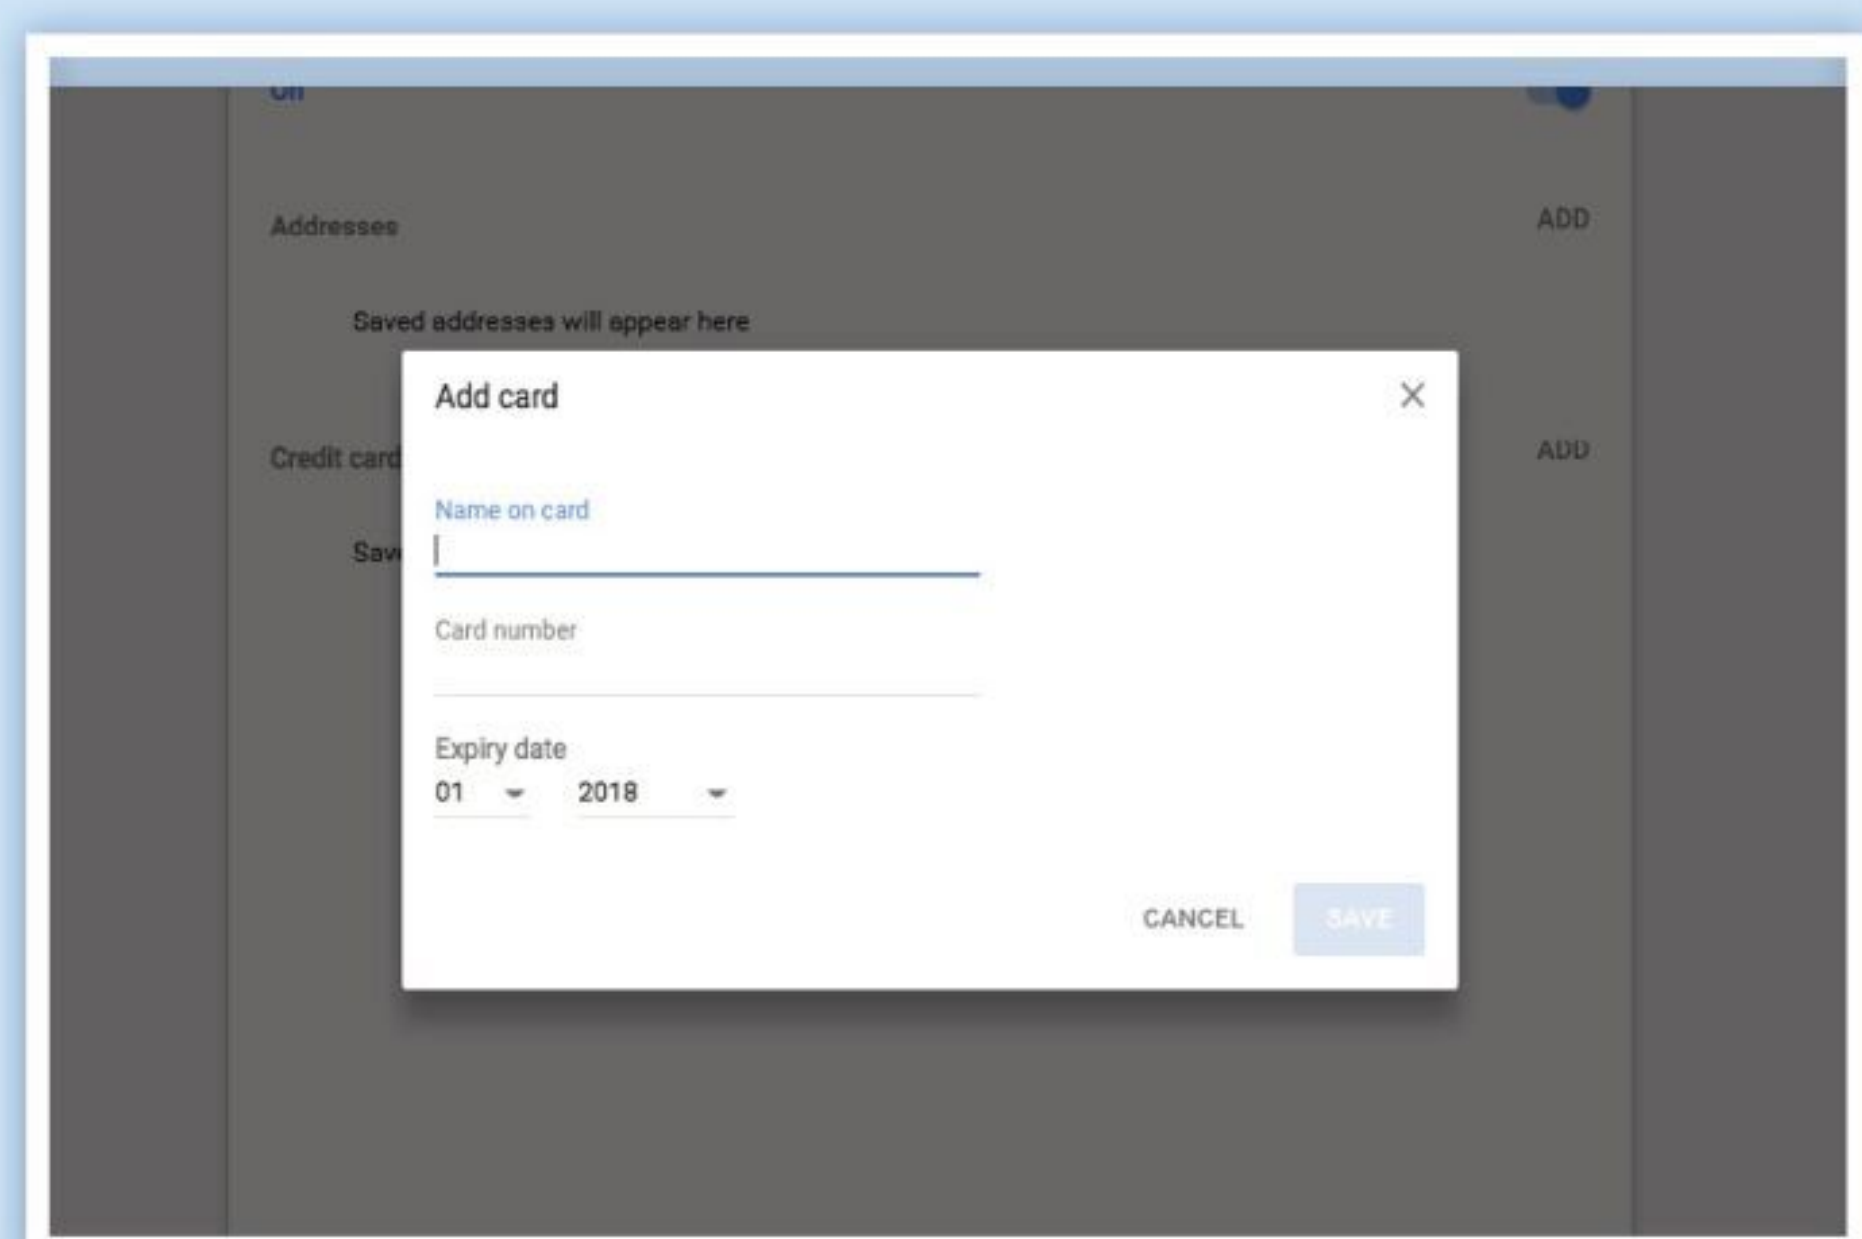 On
Addresses ADD
Saved addresses will appear here
Add card
Credit card ADD
Name on card
Card number
Expiry date
01 2018
CANCEL SAVE